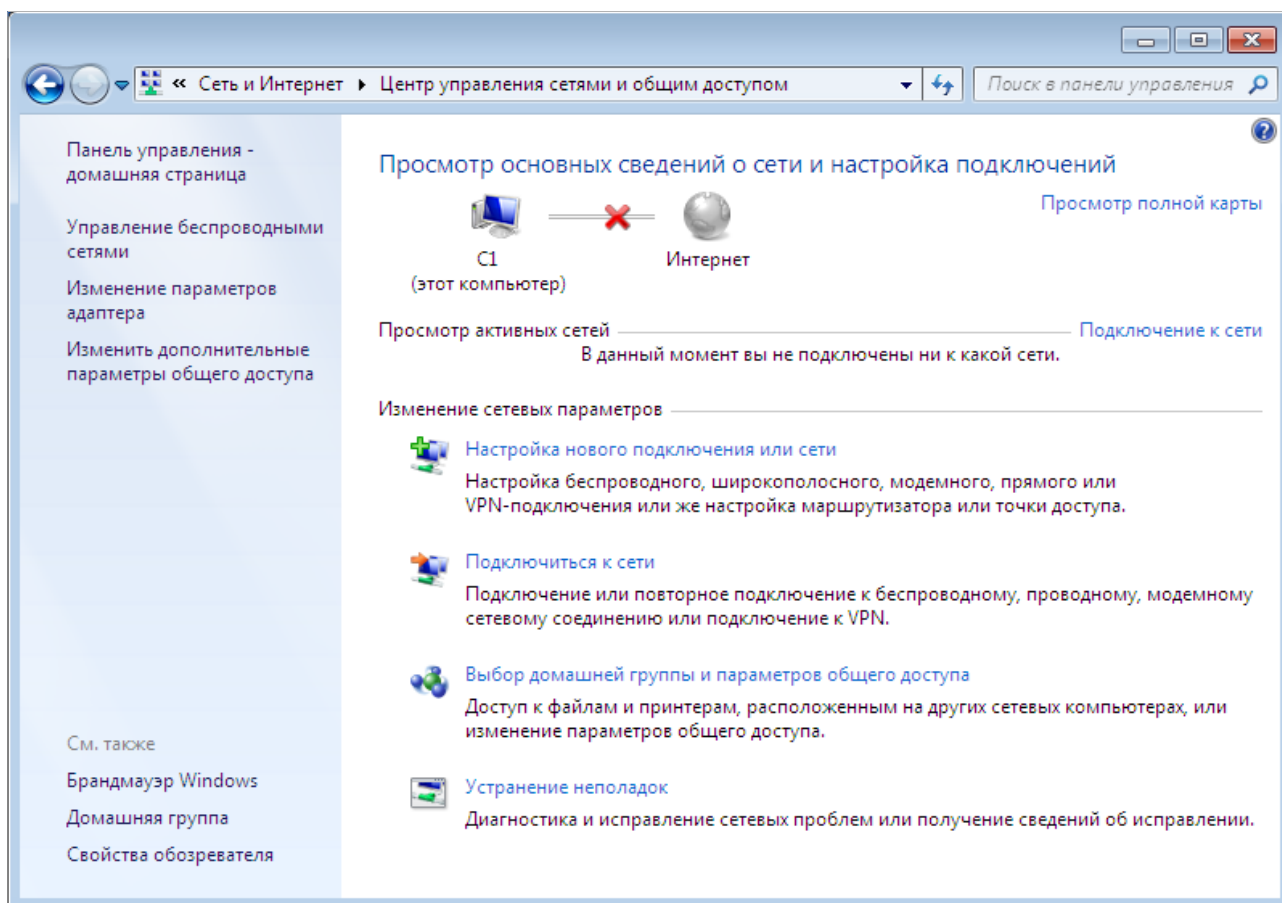 « Сеть и Интернет ▸ Центр управления сетями и общим доступом
Поиск в панели управления
Панель управления -
домашняя страница
Управление беспроводными
сетями
Изменение параметров
адаптера
Изменить дополнительные
параметры общего доступа
См. также
Брандмауэр Windows
Домашняя группа
Свойства обозревателя
Просмотр основных сведений о сети и настройка подключений
Просмотр полной карты
C1
(этот компьютер)
Интернет
Просмотр активных сетей
Подключение к сети
В данный момент вы не подключены ни к какой сети.
Изменение сетевых параметров
Настройка нового подключения или сети
Настройка беспроводного, широкополосного, модемного, прямого или
VPN-подключения или же настройка маршрутизатора или точки доступа.
Подключиться к сети
Подключение или повторное подключение к беспроводному, проводному, модемному
сетевому соединению или подключение к VPN.
Выбор домашней группы и параметров общего доступа
Доступ к файлам и принтерам, расположенным на других сетевых компьютерах, или
изменение параметров общего доступа.
Устранение неполадок
Диагностика и исправление сетевых проблем или получение сведений об исправлении.